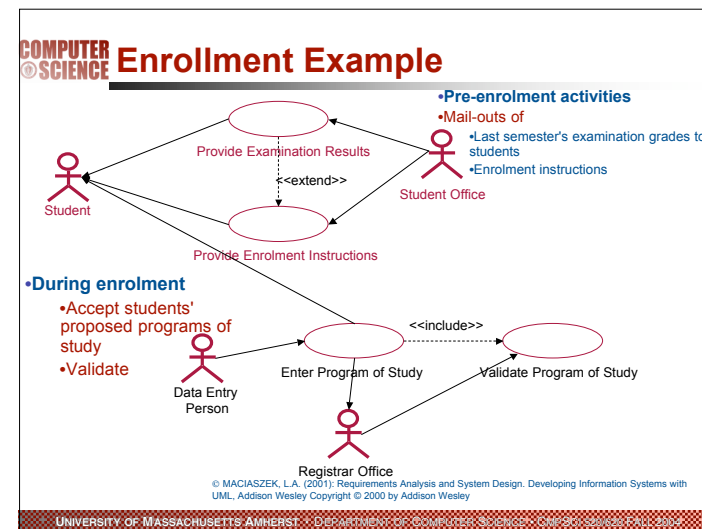 COMPUTER
SCIENCE
Enrollment Example
•Pre-enrolment activities
•Mail-outs of
•Last semester's examination grades to
students
•Enrolment instructions
Provide Examination Results
<<extend>>
Student Office
Student
Provide Enrolment Instructions
•During enrolment
•Accept students'
proposed programs of
study
•Validate
<<include>>
Enter Program of Study
Validate Program of Study
Data Entry
Person
Registrar Office
© MACIASZEK, L.A. (2001): Requirements Analysis and System Design. Developing Information Systems with
UML, Addison Wesley Copyright © 2000 by Addison Wesley
UNIVERSITY OF MASSACHUSETTS AMHERST DEPARTMENT OF COMPUTER SCIENCE CMPSCI 520/620 FALL 2004